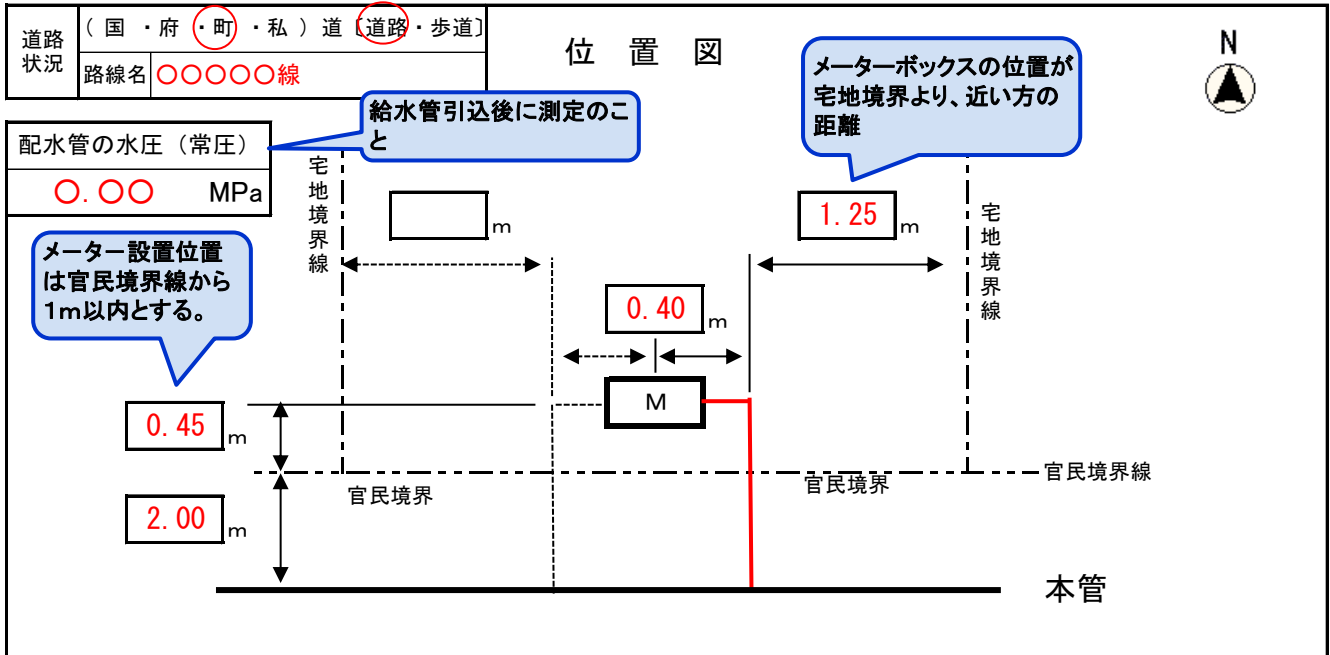 道路
状況
( 国 ・府 ・町 ・私 ) 道 〔道路・歩道〕
路線名
○○○○○線
位 置 図
N
メーターボックスの位置が
宅地境界より、近い方の
距離
給水管引込後に測定のこ
と
配水管の水圧（常圧）
○.○○ MPa
宅地境界線
m
1.25 m
宅地境界線
メーター設置位置
は官民境界線から
1m以内とする。
0.40 m
M
0.45 m
官民境界線
官民境界
官民境界
2.00 m
本管